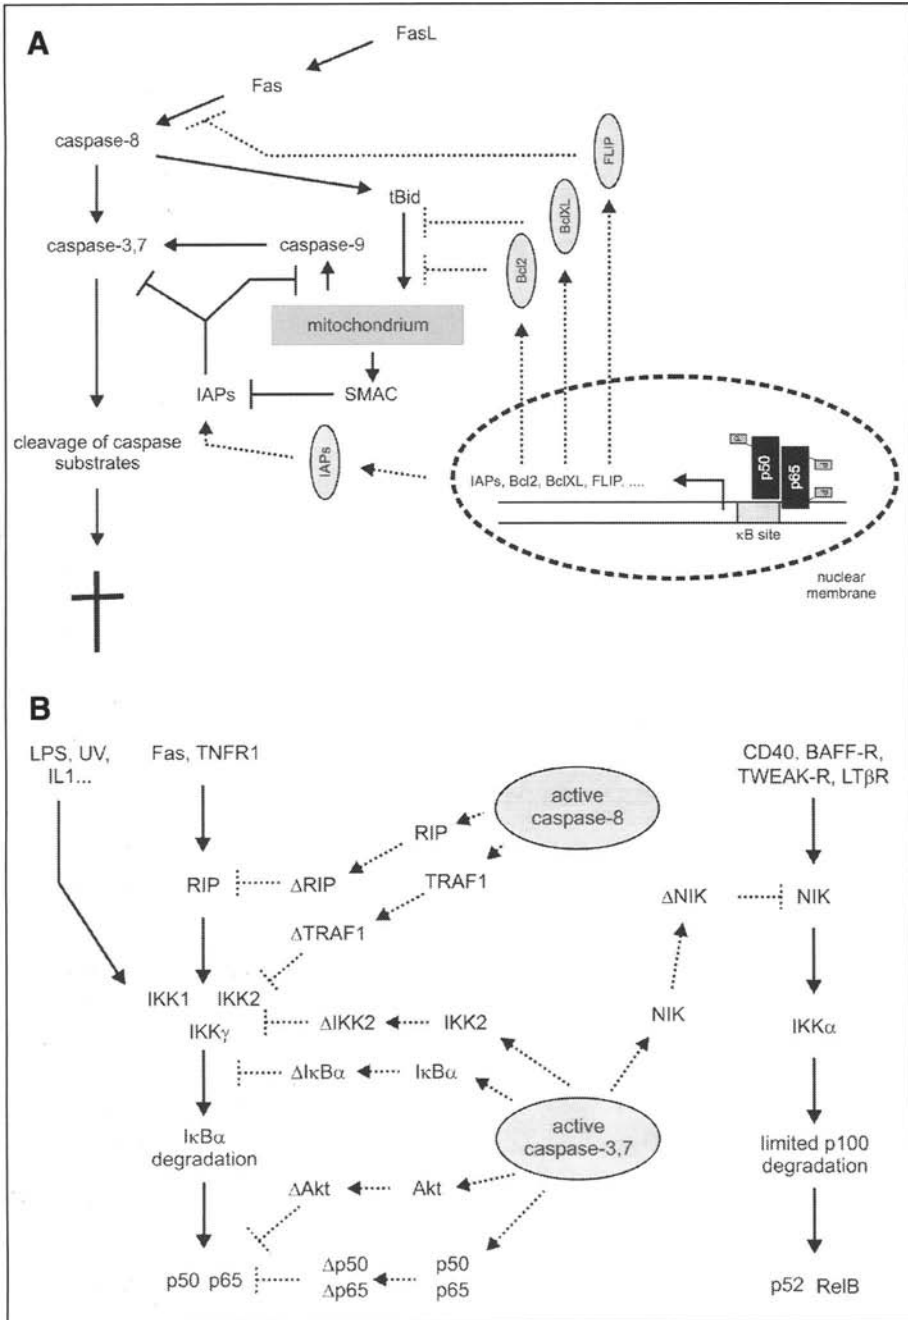 A
FasL
Fas
caspase-8
FLIP
tBid
BclXL
caspase-3,7
caspase-9
Bcl2
mitochondrium
IAPs
SMAC
cleavage of caspase
substrates
IAPs
p50
p65
IAPs, Bcl2, BclXL, FLIP, ....
κB site
nuclear
membrane
B
LPS, UV,
IL1...
Fas, TNFR1
CD40, BAFF-R,
TWEAK-R, LTβR
active
caspase-8
RIP
RIP
ΔRIP
TRAF1
ΔNIK
NIK
ΔTRAF1
IKK1 IKK2
IKKγ
ΔIKK2
IKK2
NIK
IKKα
ΔIκBα
IκBα
IκBα
degradation
active
caspase-3,7
limited p100
degradation
ΔAkt
Akt
p50 p65
Δp50
Δp65
p50
p65
p52 RelB